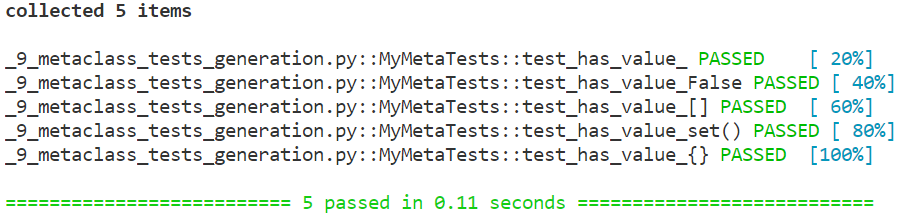 collected 5 items
_9_metaclass_tests_generation.py::MyMetaTests::test_has_value_ PASSED [ 20%]
_9_metaclass_tests_generation.py::MyMetaTests::test_has_value_False PASSED [ 40%]
_9_metaclass_tests_generation.py::MyMetaTests::test_has_value_[] PASSED [ 60%]
_9_metaclass_tests_generation.py::MyMetaTests::test_has_value_set() PASSED [ 80%]
_9_metaclass_tests_generation.py::MyMetaTests::test_has_value_{} PASSED [100%]
========================== 5 passed in 0.11 seconds ===========================